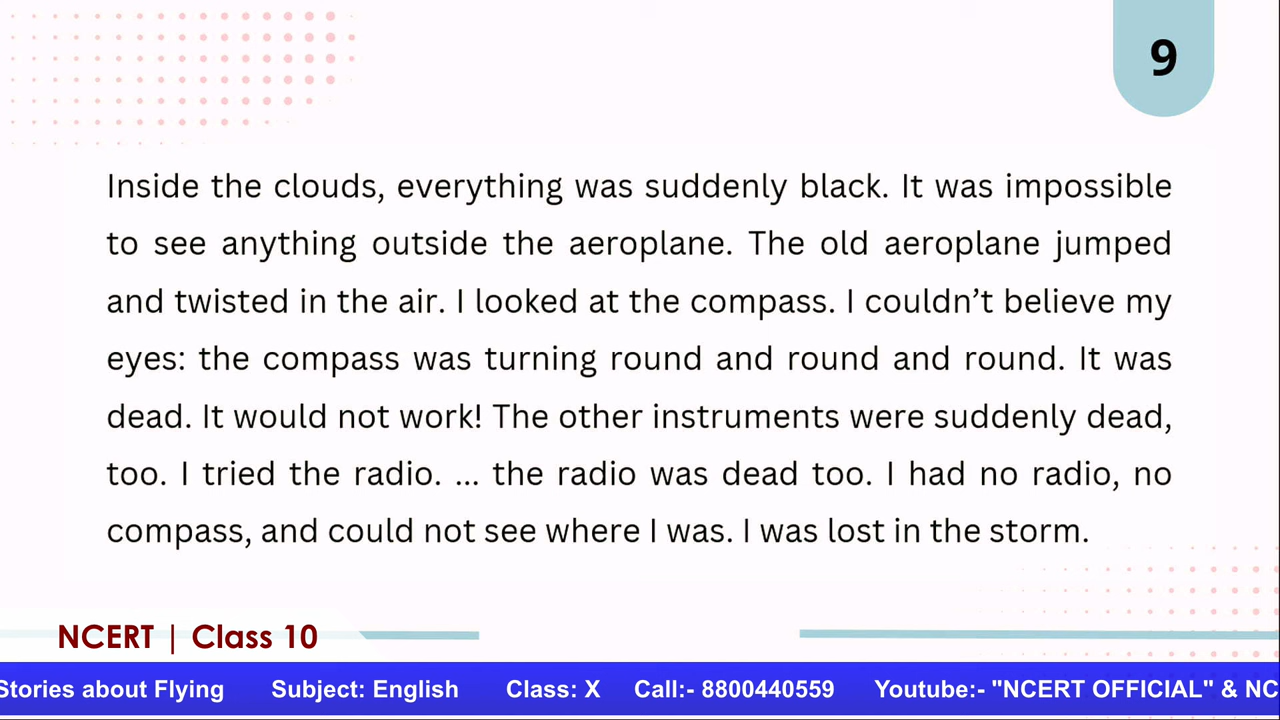 9
Inside the clouds, everything was suddenly black. It was impossible
to see anything outside the aeroplane. The old aeroplane jumped
and twisted in the air. I looked at the compass. I couldn’t believe my
eyes: the compass was turning round and round and round. It was
dead. It would not work! The other instruments were suddenly dead,
too. I tried the radio. ... the radio was dead too. I had no radio, no
compass, and could not see where I was. I was lost in the storm.
NCERT | Class 10
Stories about Flying Subject: English Class: X Call:- 8800440559 Youtube:- "NCERT OFFICIAL" & NC